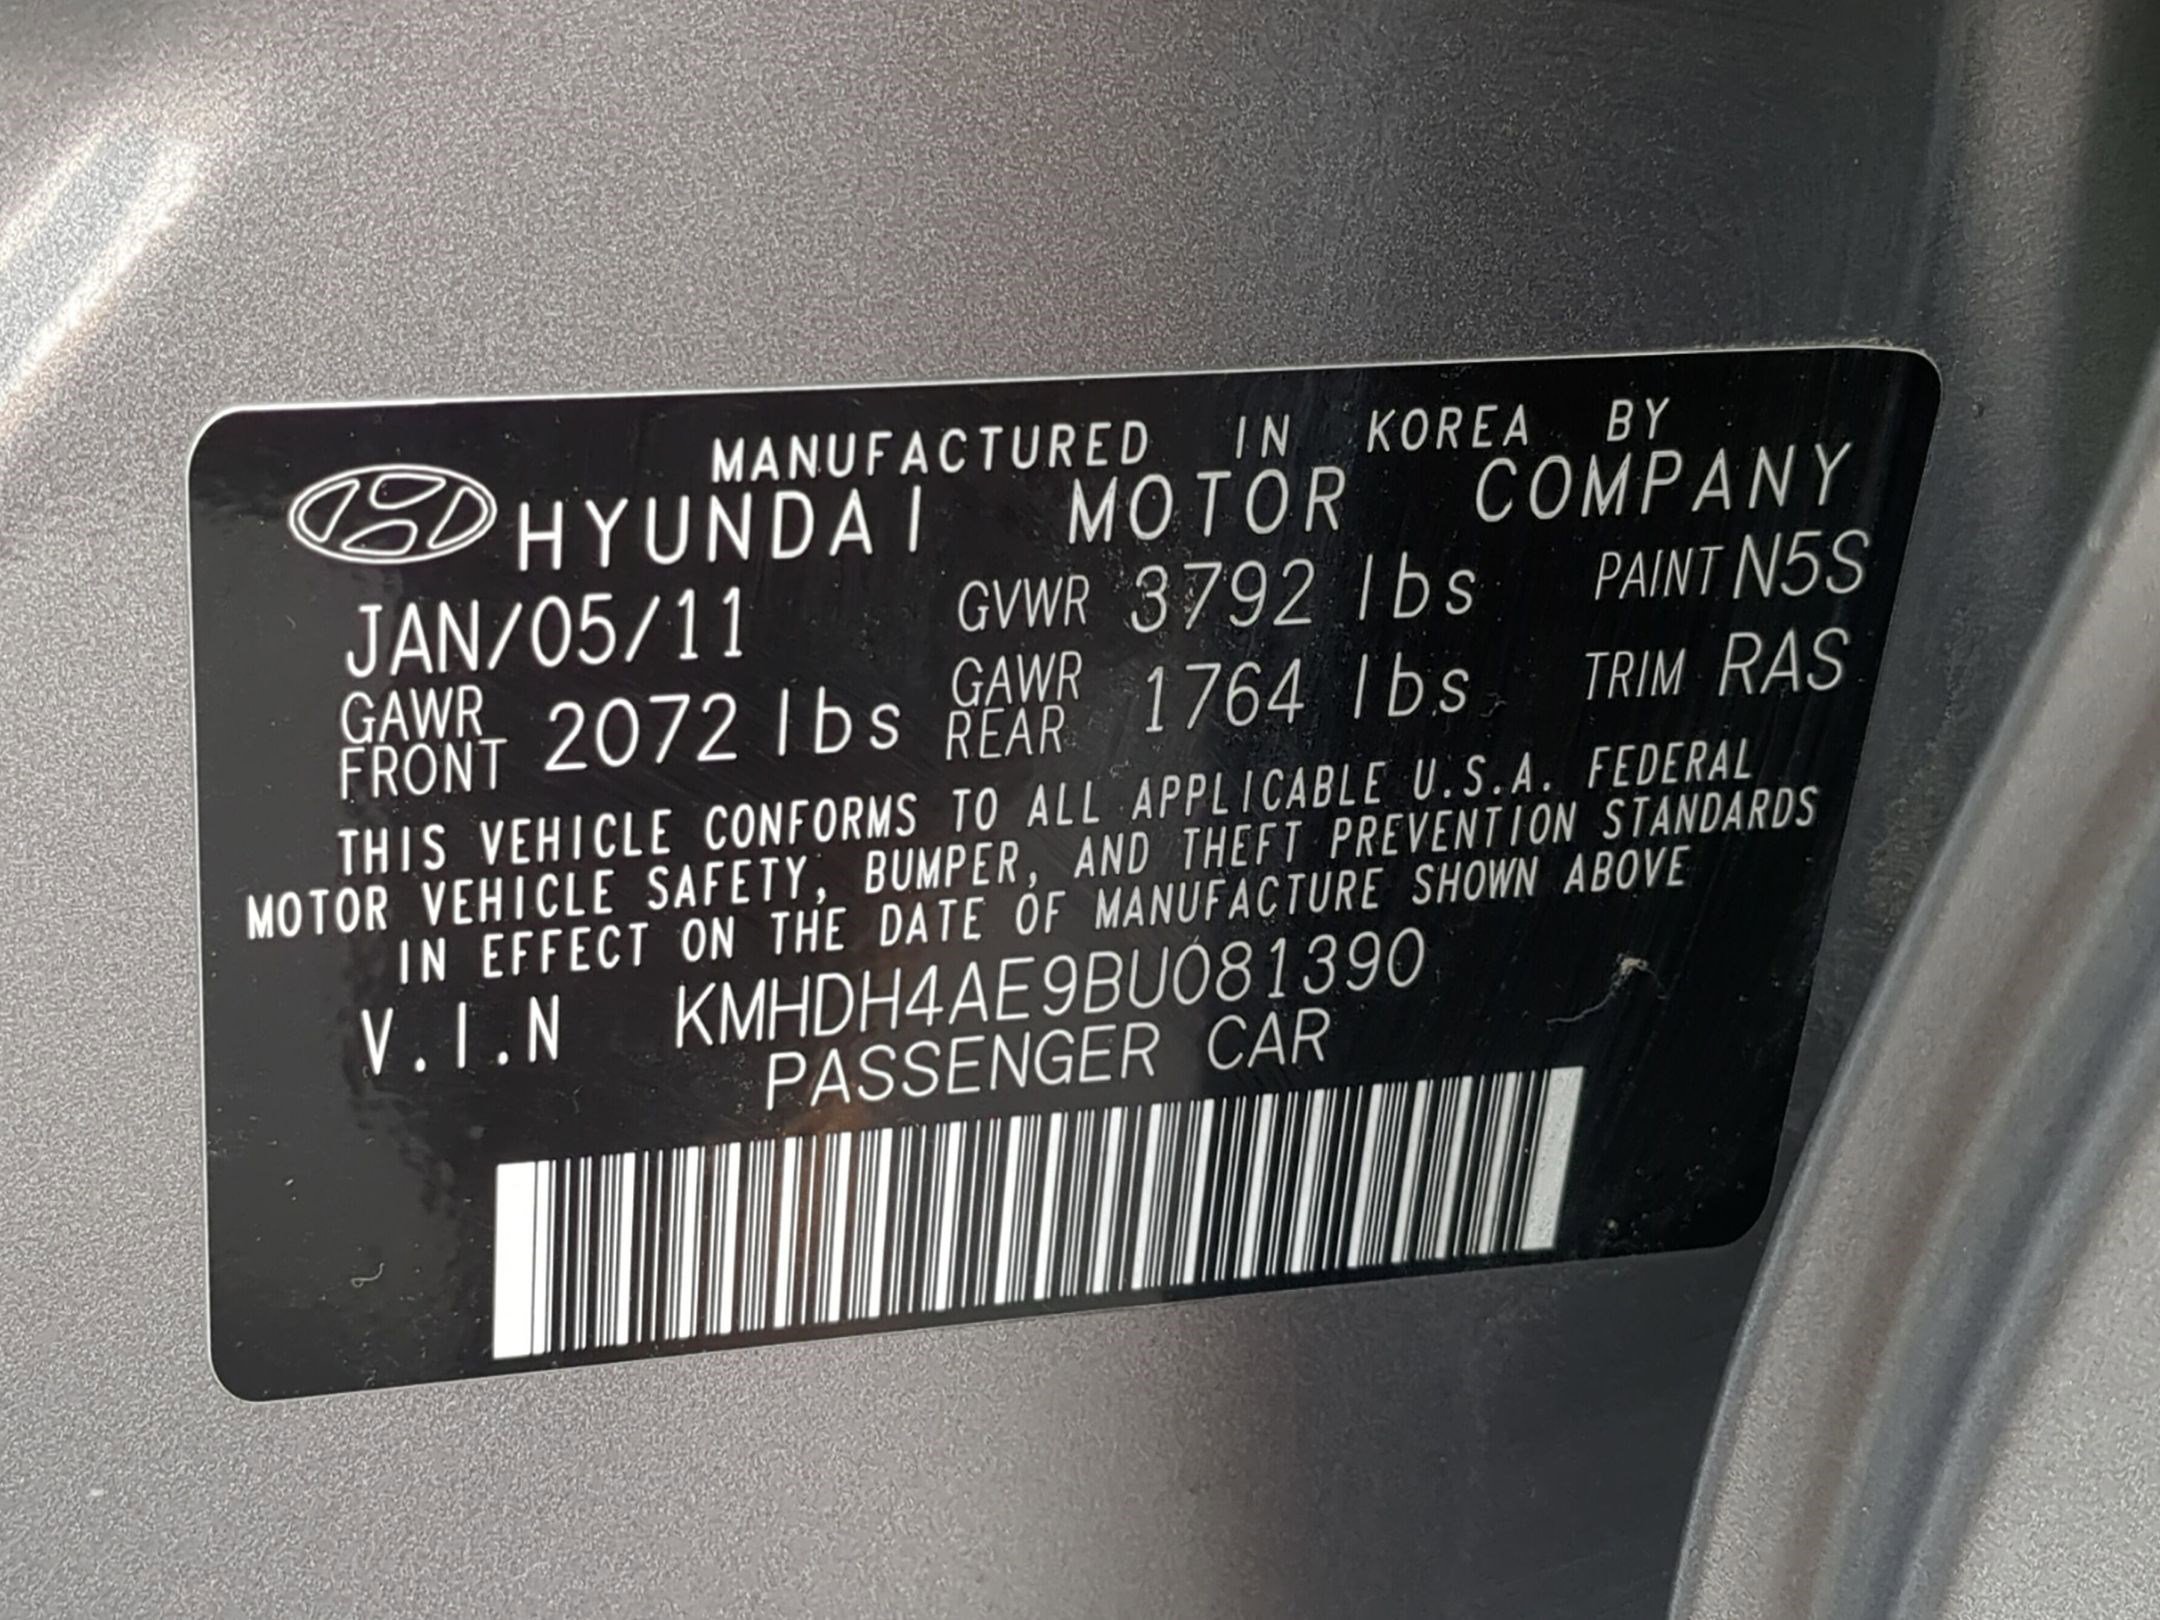 MANUFACTURED IN KOREA BY
HYUNDAI MOTOR COMPANY
JAN/05/11 GVWR 3792 lbs PAINT N5S
GAWR FRONT 2072 lbs GAWR REAR 1764 lbs TRIM RAS
THIS VEHICLE CONFORMS TO ALL APPLICABLE U.S.A. FEDERAL
MOTOR VEHICLE SAFETY, BUMPER, AND THEFT PREVENTION STANDARDS
IN EFFECT ON THE DATE OF MANUFACTURE SHOWN ABOVE
V.I.N KMHDH4AE9BU081390
PASSENGER CAR